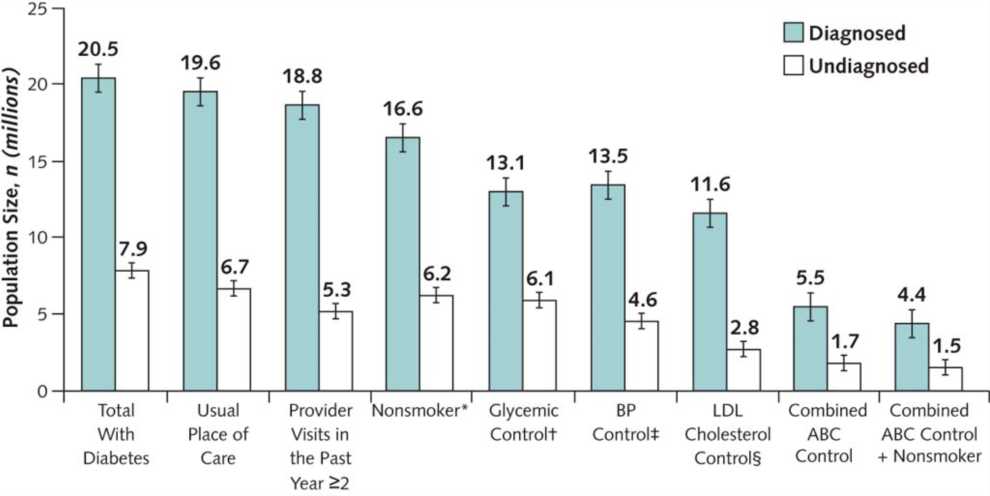 25
20
15
10
5
0
Population Size, n (millions)
Diagnosed
Undiagnosed
20.5
7.9
19.6
6.7
18.8
5.3
16.6
6.2
13.1
6.1
13.5
4.6
11.6
2.8
5.5
1.7
4.4
1.5
Total
With
Diabetes
Usual
Place of
Care
Provider
Visits in
the Past
Year ≥2
Nonsmoker*
Glycemic
Control†
BP
Control‡
LDL
Cholesterol
Control§
Combined
ABC
Control
Combined
ABC Control
+ Nonsmoker